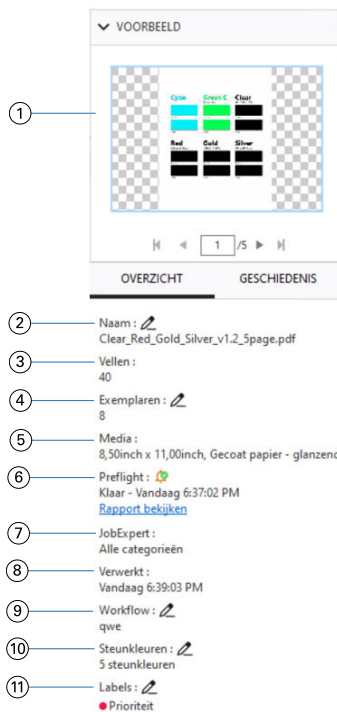 VOORBEELD
1
Cyan Green C Clear
Red Gold Silver
1 /5
OVERZICHT GESCHIEDENIS
2 Naam :
Clear_Red_Gold_Silver_v1.2_5page.pdf
3 Vellen :
40
4 Exemplaren :
8
5 Media :
8,50inch x 11,00inch, Gecoat papier - glanzend
6 Preflight :
Klaar - Vandaag 6:37:02 PM
Rapport bekijken
7 JobExpert :
Alle categorieën
8 Verwerkt :
Vandaag 6:39:03 PM
9 Workflow :
qwe
10 Steunkleuren :
5 steunkleuren
11 Labels :
Prioriteit